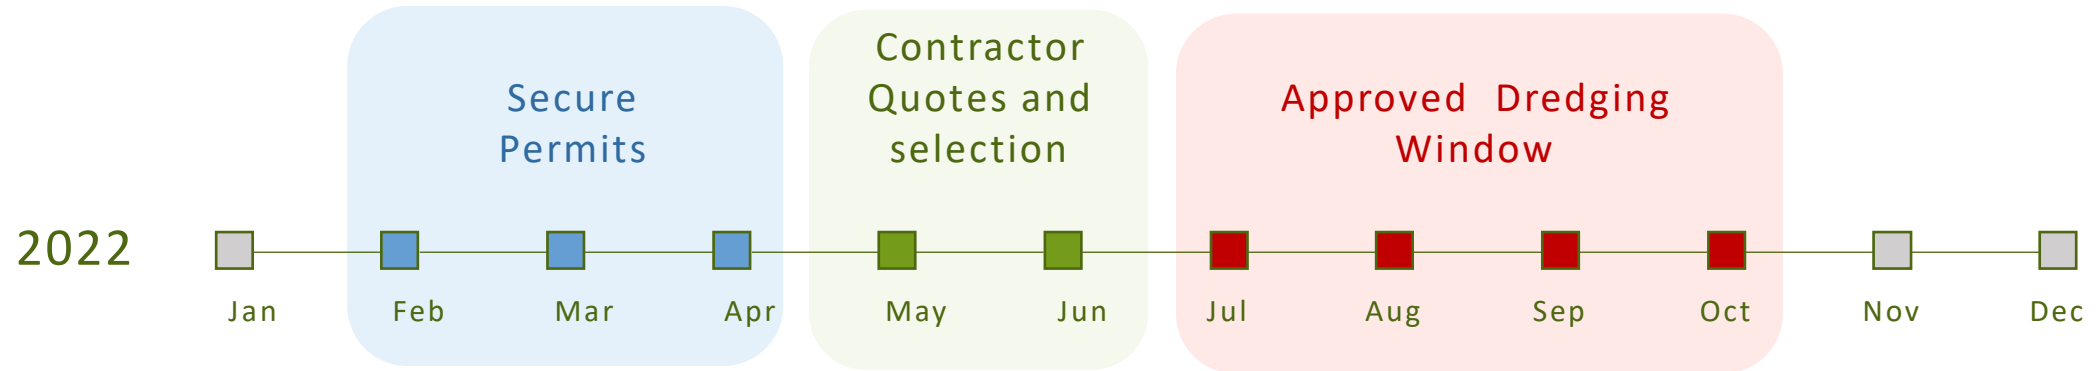 Secure
Permits
Contractor
Quotes and
selection
Approved Dredging
Window
2022
Jan Feb Mar Apr May Jun Jul Aug Sep Oct Nov Dec